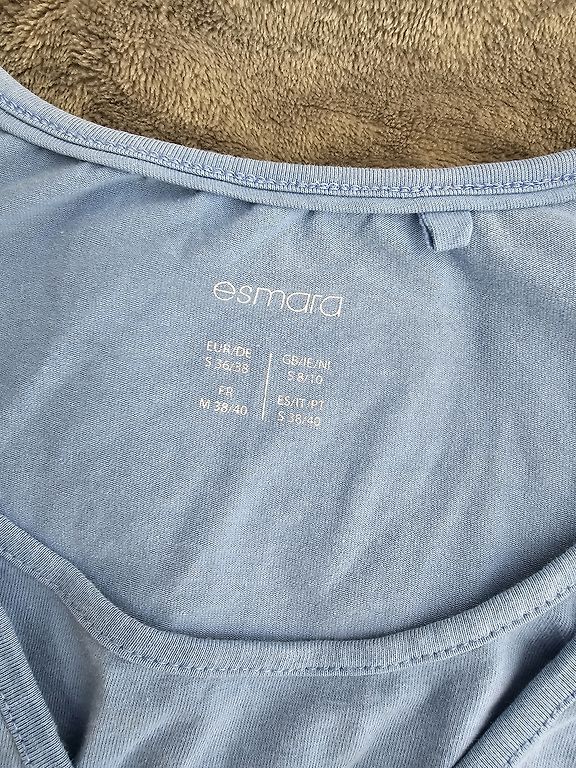 esmara
EUR/DE
S 36/38
FR
M 38/40
GB/IE/NI
S 8/10
ES/IT/PT
S 38/40